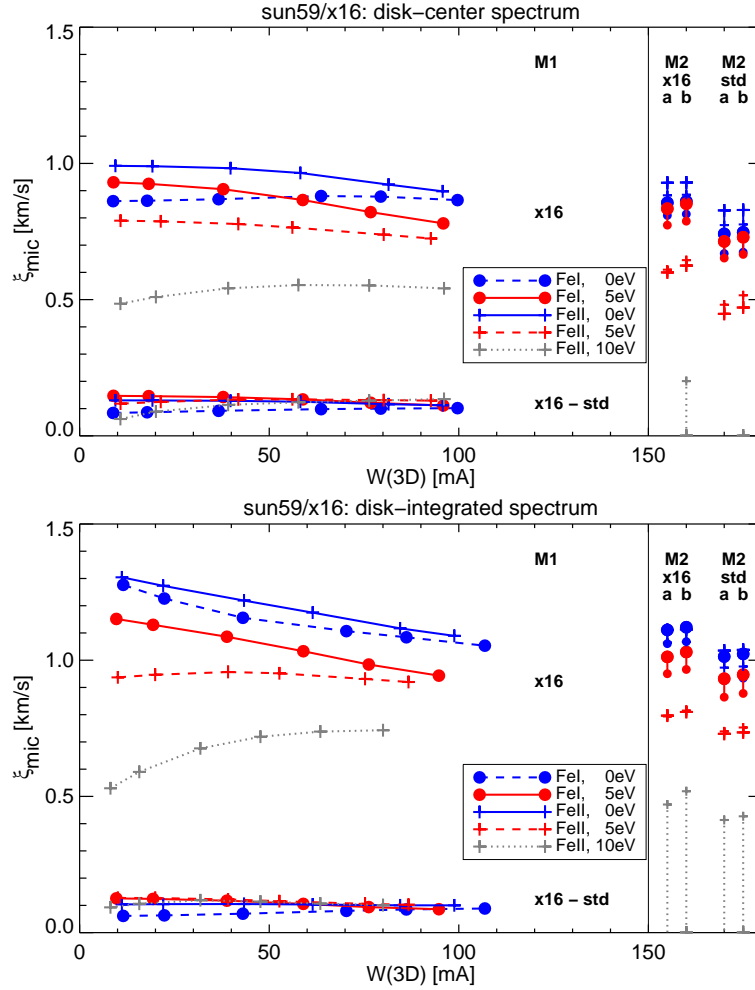 sun59/x16: disk−center spectrum
1.5
M1
M2 M2
x16 std
a b a b
1.0
x16
ξmic [km/s]
0.5
FeI, 0eV
FeI, 5eV
FeII, 0eV
FeII, 5eV
FeII, 10eV
x16 − std
0.0
0 50 100 150
W(3D) [mA]
sun59/x16: disk−integrated spectrum
1.5
M1
M2 M2
x16 std
a b a b
1.0
x16
ξmic [km/s]
0.5
FeI, 0eV
FeI, 5eV
FeII, 0eV
FeII, 5eV
FeII, 10eV
x16 − std
0.0
0 50 100 150
W(3D) [mA]